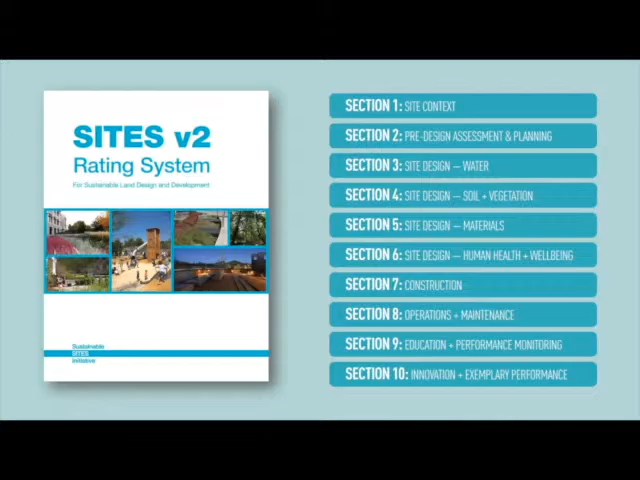 SITES v2
Rating System
For Sustainable Land Design and Development
Sustainable
SITES
Initiative
SECTION 1: SITE CONTEXT
SECTION 2: PRE-DESIGN ASSESSMENT & PLANNING
SECTION 3: SITE DESIGN — WATER
SECTION 4: SITE DESIGN — SOIL + VEGETATION
SECTION 5: SITE DESIGN — MATERIALS
SECTION 6: SITE DESIGN — HUMAN HEALTH + WELLBEING
SECTION 7: CONSTRUCTION
SECTION 8: OPERATIONS + MAINTENANCE
SECTION 9: EDUCATION + PERFORMANCE MONITORING
SECTION 10: INNOVATION + EXEMPLARY PERFORMANCE